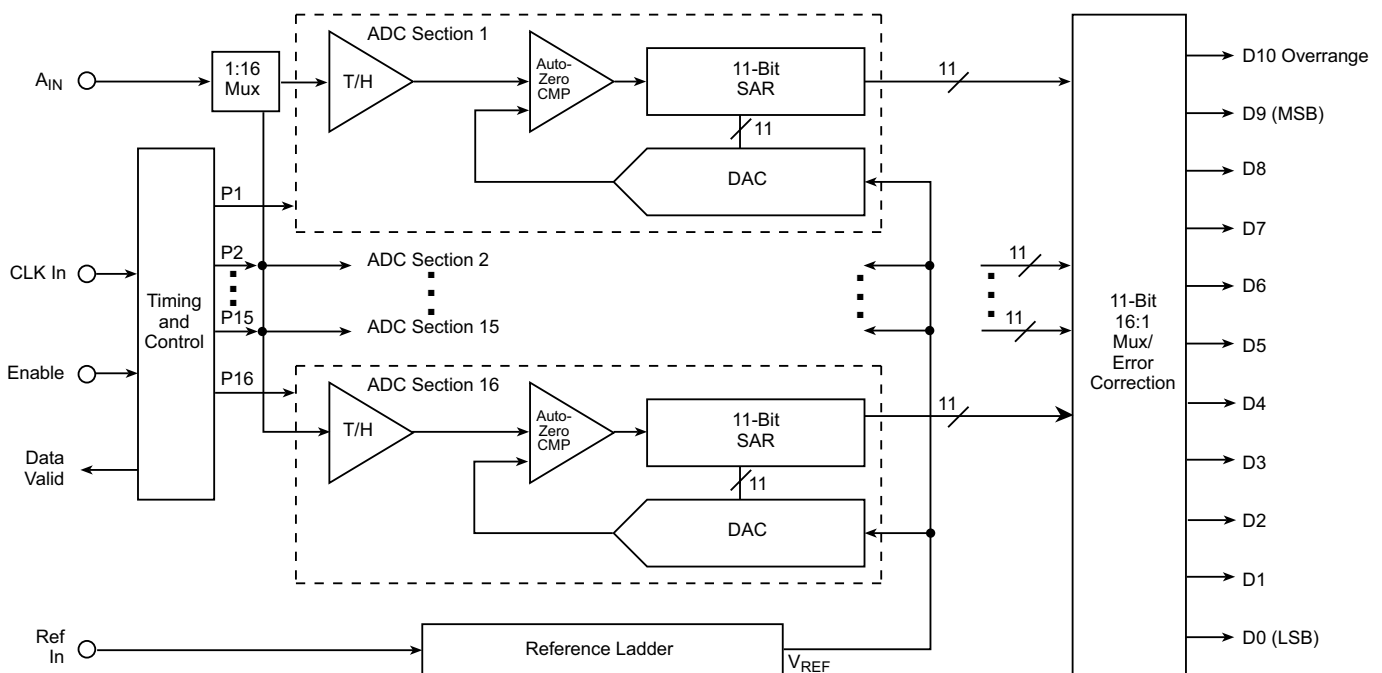 ADC Section 1
A_IN
1:16
Mux
T/H
Auto-
Zero
CMP
11-Bit
SAR
11
11
DAC
P1
CLK In
Enable
Data
Valid
Timing
and
Control
P2
P15
P16
ADC Section 2
ADC Section 15
11
11
ADC Section 16
T/H
Auto-
Zero
CMP
11-Bit
SAR
11
11
DAC
Ref
In
Reference Ladder
V_REF
11-Bit
16:1
Mux/
Error
Correction
D10 Overrange
D9 (MSB)
D8
D7
D6
D5
D4
D3
D2
D1
D0 (LSB)